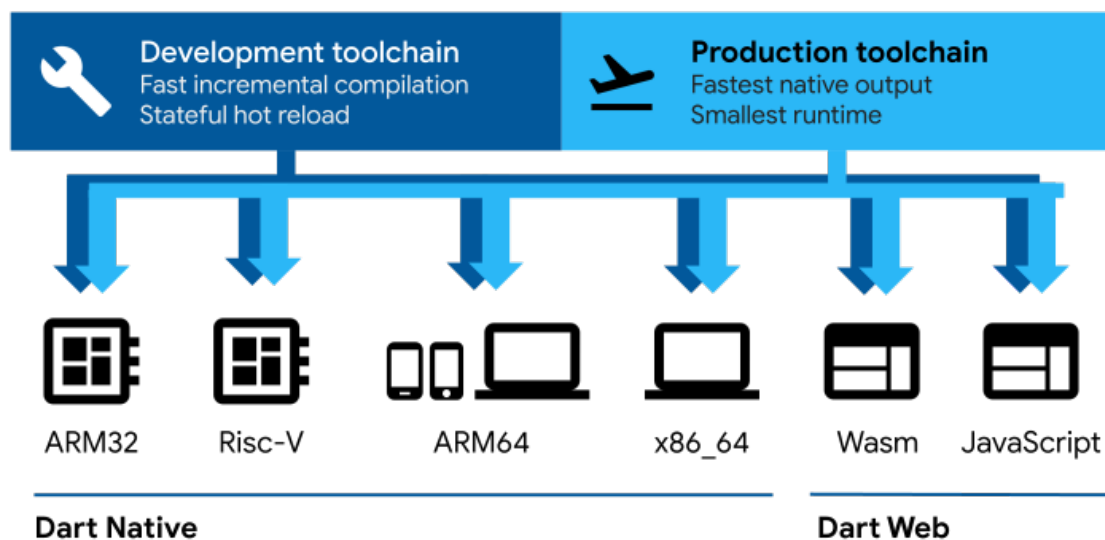 Development toolchain
Fast incremental compilation
Stateful hot reload
Production toolchain
Fastest native output
Smallest runtime
ARM32
Risc-V
ARM64
x86_64
Wasm
JavaScript
Dart Native
Dart Web